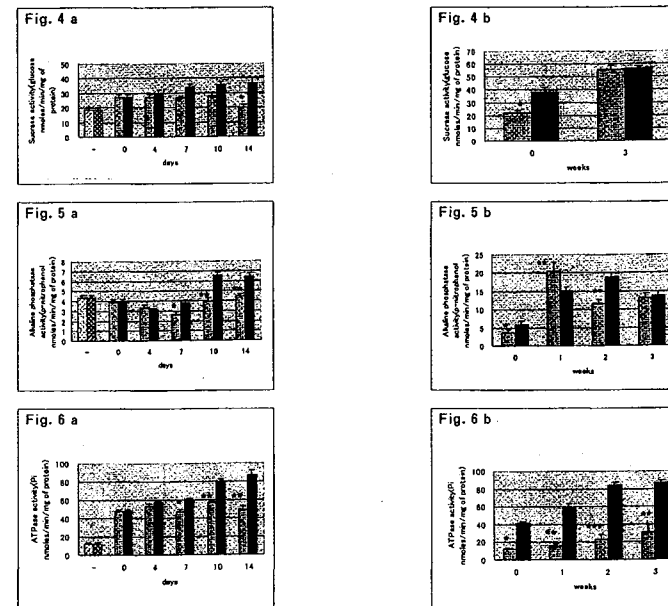 Fig. 4 a
Sucrase activity(glucose
nmoles/min/mg of
protein)
50
40
30
20
10
0
- 0 4 7 10 14
*
days
Fig. 4 b
Sucrase activity(glucose
nmoles/min/mg of protein)
70
60
50
40
30
20
10
0
*
0 3
weeks
Fig. 5 a
Alkaline phosphatase
activity(p-nitrophenol
nmoles/min/mg of protein)
8
7
6
5
4
3
2
1
0
- 0 4 7 10 14
days
Fig. 5 b
Alkaline phosphatase
activity(p-nitrophenol
nmoles/min/mg of protein)
25
20
15
10
5
0
**
0 1 2 3
weeks
Fig. 6 a
ATPase activity(Pi
nmoles/min/mg of protein)
100
80
60
40
20
0
* ** **
- 0 4 7 10 14
days
Fig. 6 b
ATPase activity(Pi
nmoles/min/mg of protein)
100
80
60
40
20
0
* ** **
0 1 2 3
weeks